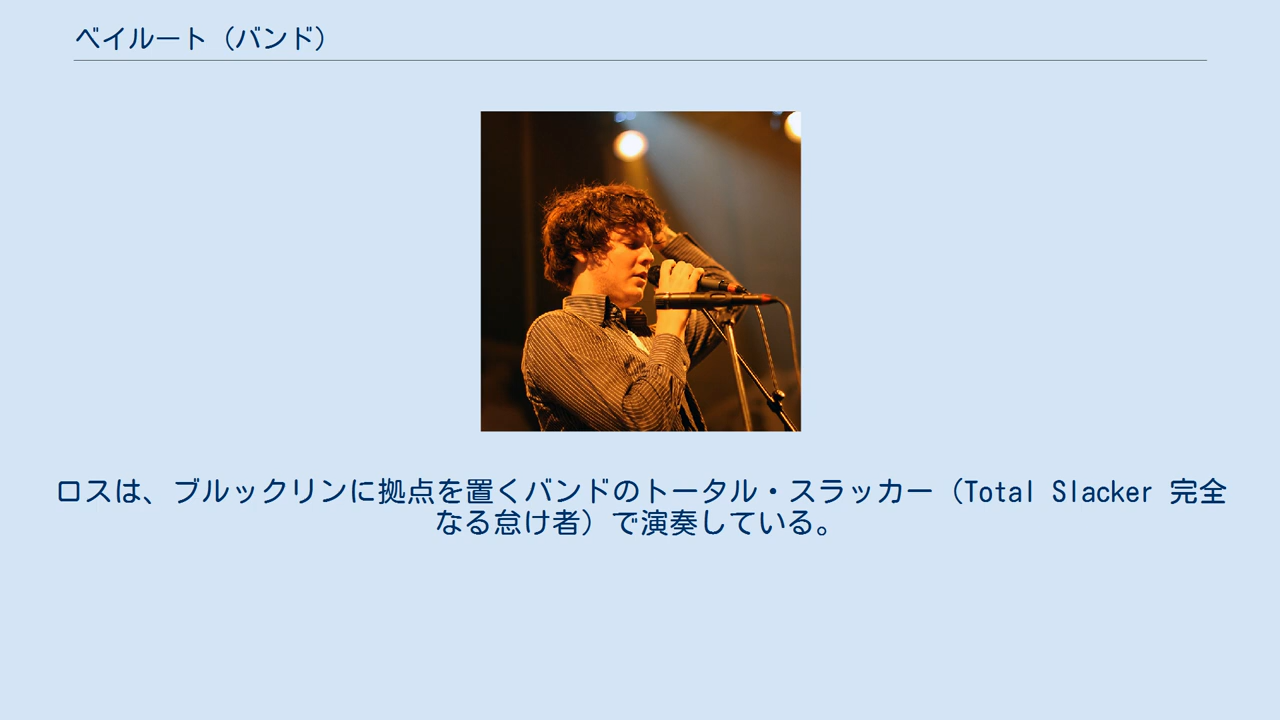 ベイルート（バンド）
ロスは、ブルックリンに拠点を置くバンドのトータル・スラッカー（Total Slacker 完全
なる怠け者）で演奏している。